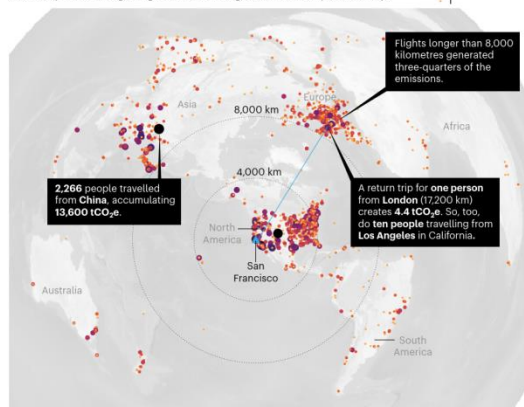 Flights longer than 8,000
kilometres generated
three-quarters of the
emissions.
Asia
Europe
8,000 km
Africa
2,266 people travelled
from China, accumulating
13,600 tCO₂e.
4,000 km
A return trip for one person
from London (17,200 km)
creates 4.4 tCO₂e. So, too,
do ten people travelling from
Los Angeles in California.
North
America
San
Francisco
Australia
South
America